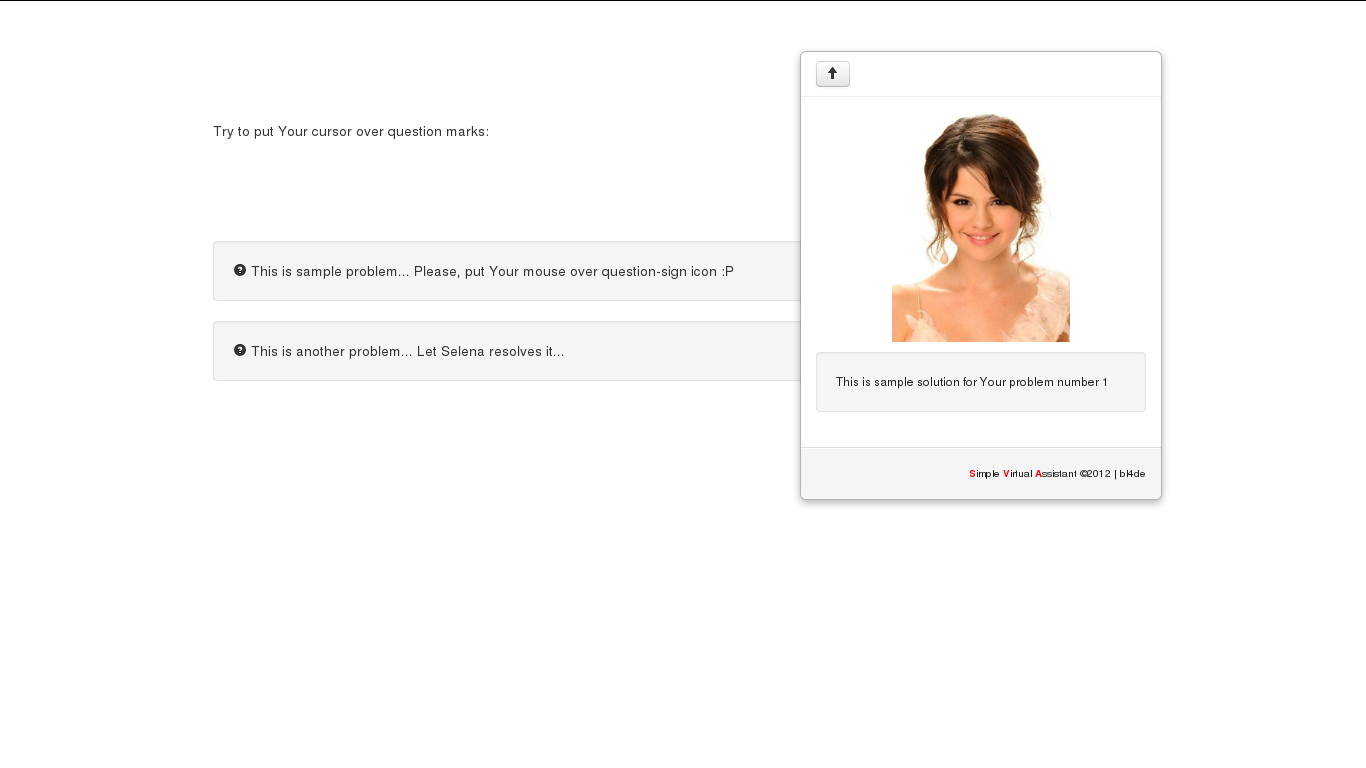 Try to put Your cursor over question marks:
This is sample problem... Please, put Your mouse over question-sign icon :P
This is another problem... Let Selena resolves it...
This is sample solution for Your problem number 1
Simple Virtual Assistant ©2012 | bl4de